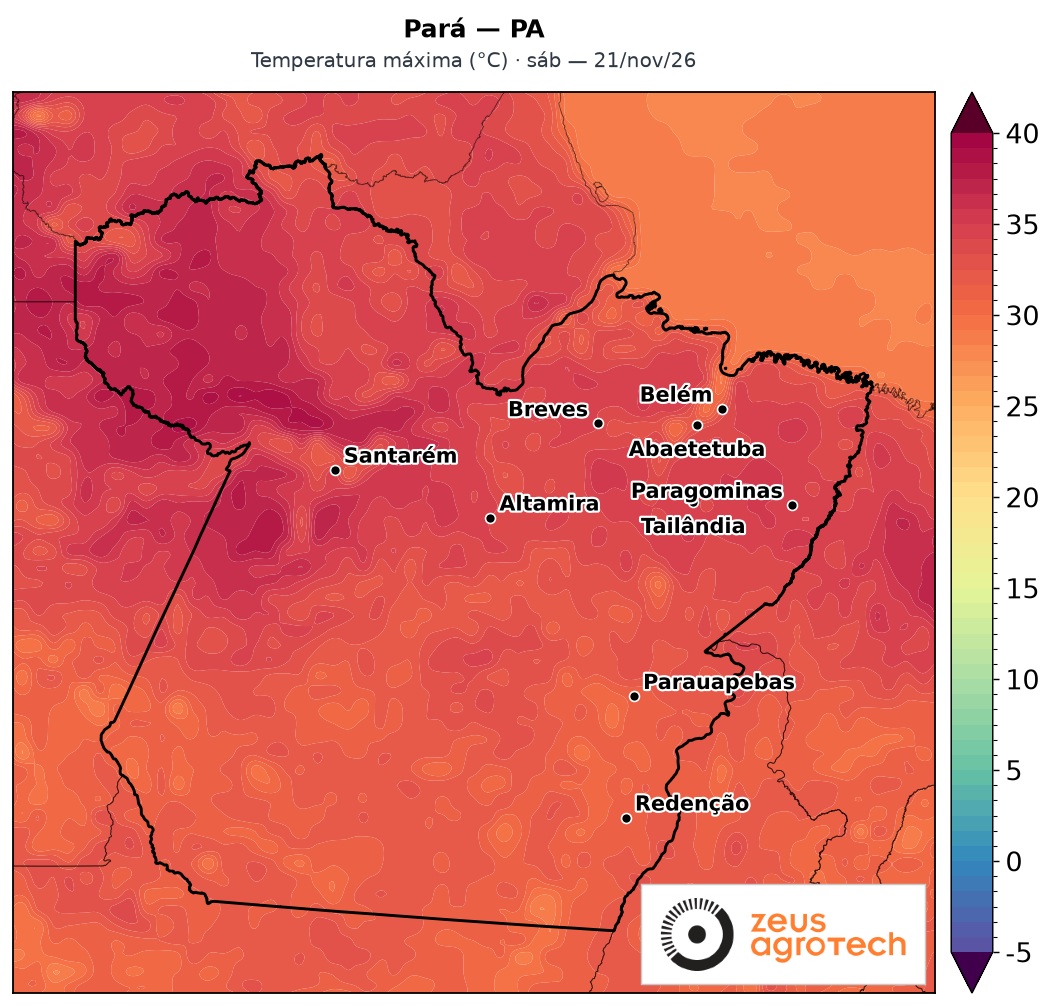 Pará — PA
Temperatura máxima (°C) · sáb — 21/nov/26
40
35
30
25
20
15
10
5
0
-5
Belém
Breves
Abaetetuba
Santarém
Paragominas
Altamira
Tailândia
Parauapebas
Redenção
zeus
agrotech